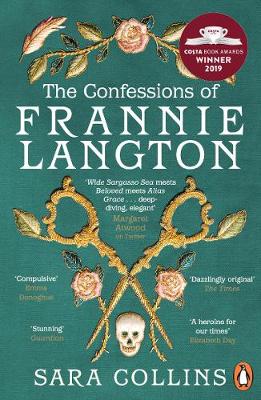 COSTA BOOK AWARDS
WINNER
2019
The Confessions of
FRANNIE
LANGTON
'Wide Sargasso Sea meets
Beloved meets Alias
Grace . . . deep-
diving, elegant'
Margaret
Atwood
on Twitter
'Compulsive'
Emma
Donoghue
'Dazzlingly original'
The Times
'Stunning'
Guardian
'A heroine for
our times'
Elizabeth Day
SARA COLLINS